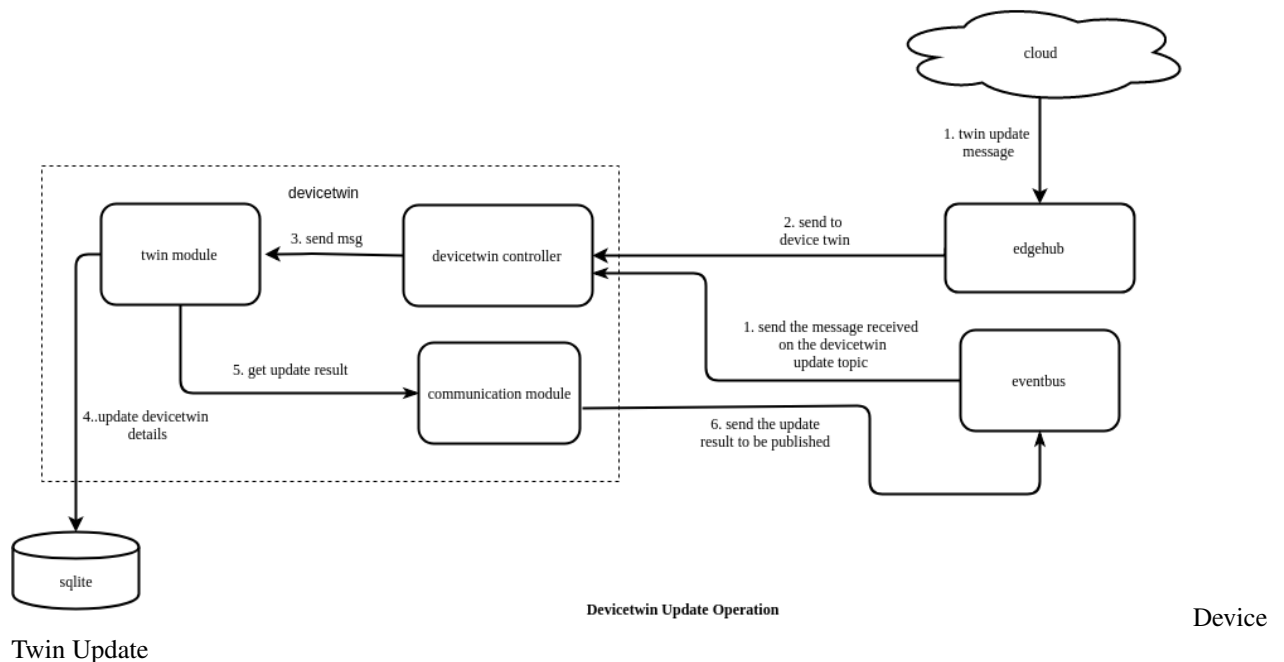 cloud
1. twin update
message
devicetwin
twin module
3. send msg
devicetwin controller
2. send to
device twin
edgehub
1. send the message received
on the devicetwin
update topic
eventbus
5. get update result
communication module
4..update devicetwin
details
6. send the update
result to be published
sqlite
Devicetwin Update Operation
Device
Twin Update